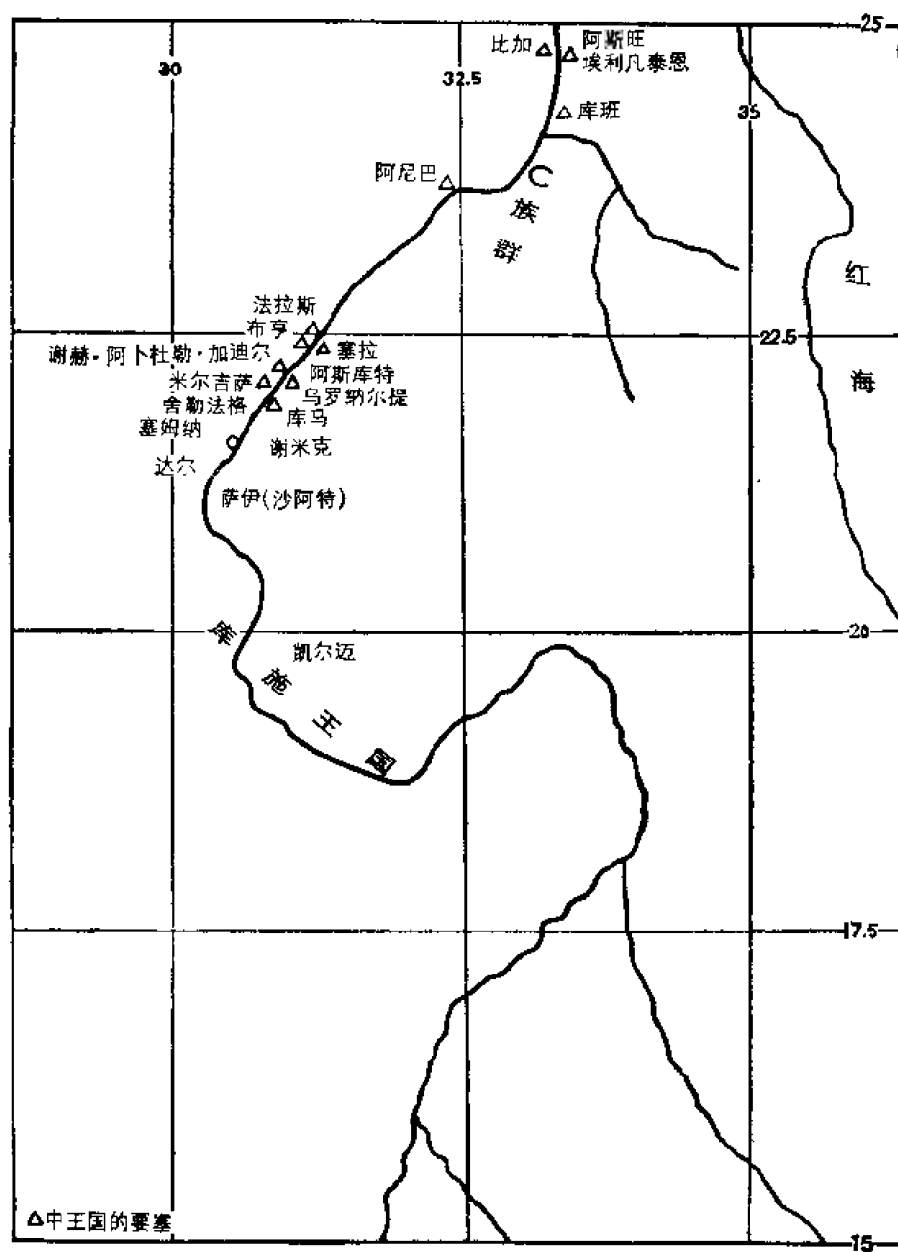 25
比加
阿斯旺
埃利凡泰恩
30
32.5
35
库班
阿尼巴
C
族
群
红
海
法拉斯
布亨
22.5
谢赫·阿卜杜勒·加迪尔
塞拉
米尔吉萨
阿斯库特
舍勒法格
乌罗纳尔提
塞姆纳
库马
谢米克
达尔
萨伊(沙阿特)
20
库
施
王
国
凯尔迈
17.5
△中王国的要塞
15